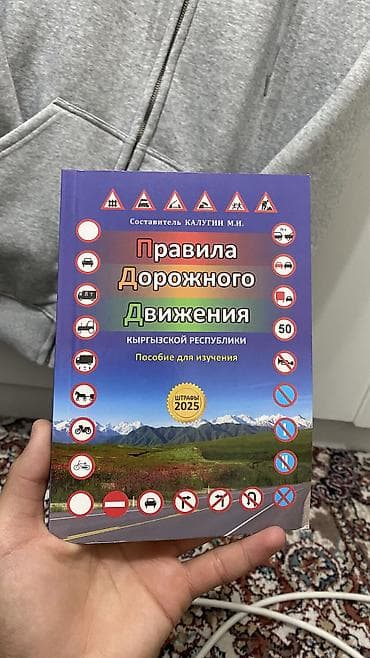 Составитель КАЛУГИН М.И.
Правила
Дорожного
Движения
КЫРГЫЗСКОЙ РЕСПУБЛИКИ
Пособие для изучения
ШТРАФЫ
2025
50